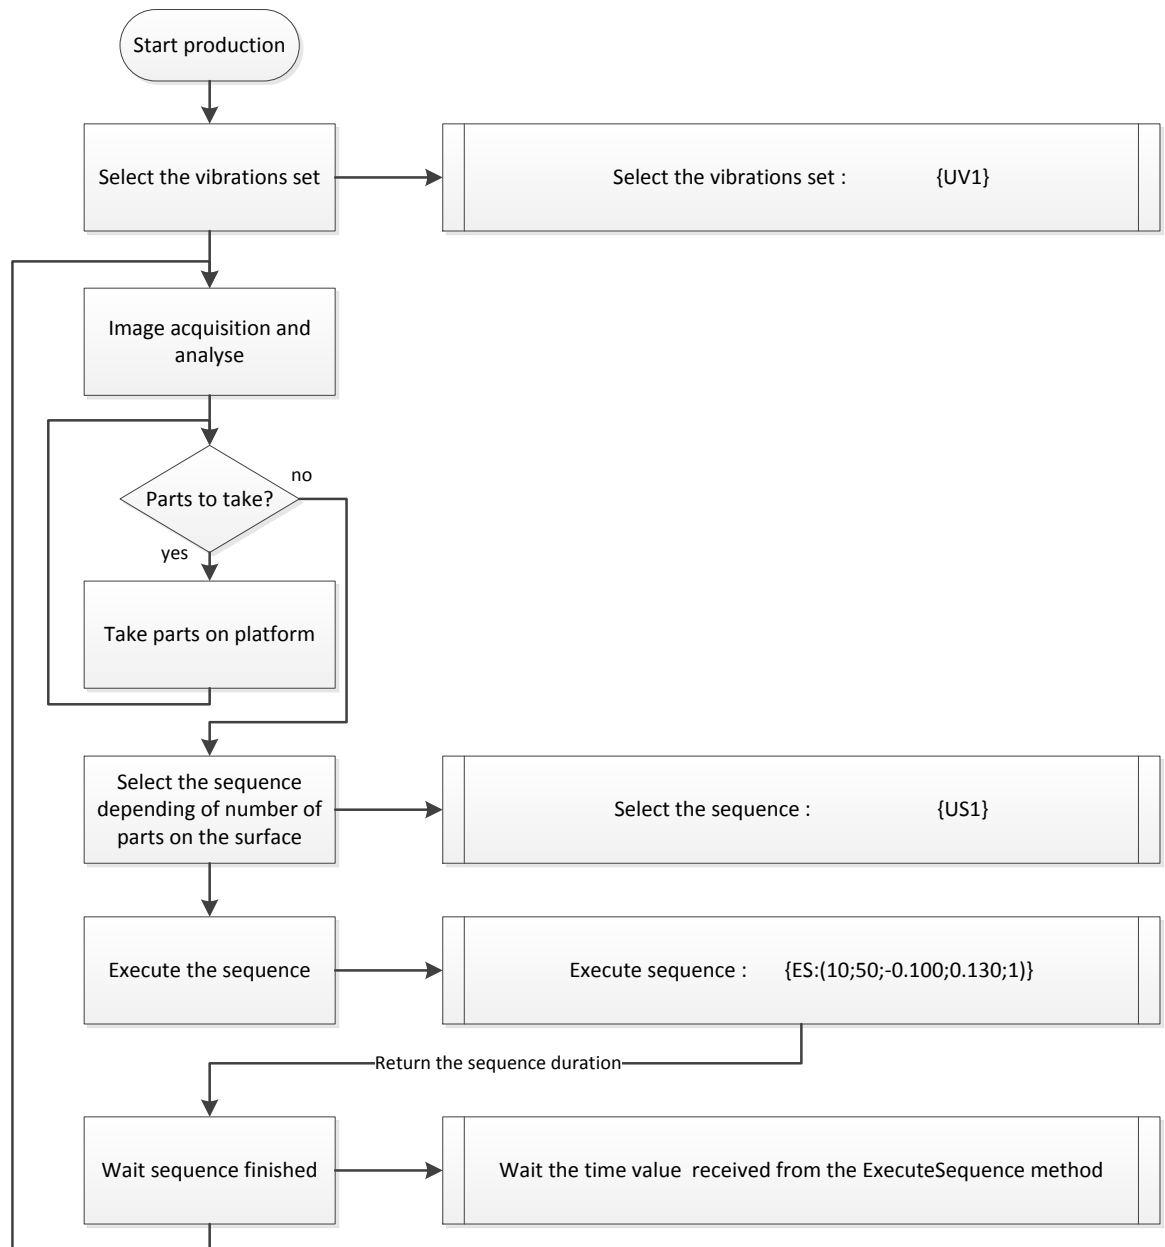 Start production
Select the vibrations set
Select the vibrations set : {UV1}
Image acquisition and
analyse
Parts to take?
no
yes
Take parts on platform
Select the sequence
depending of number of
parts on the surface
Select the sequence : {US1}
Execute the sequence
Execute sequence : {ES:(10;50;-0.100;0.130;1)}
Return the sequence duration
Wait sequence finished
Wait the time value received from the ExecuteSequence method